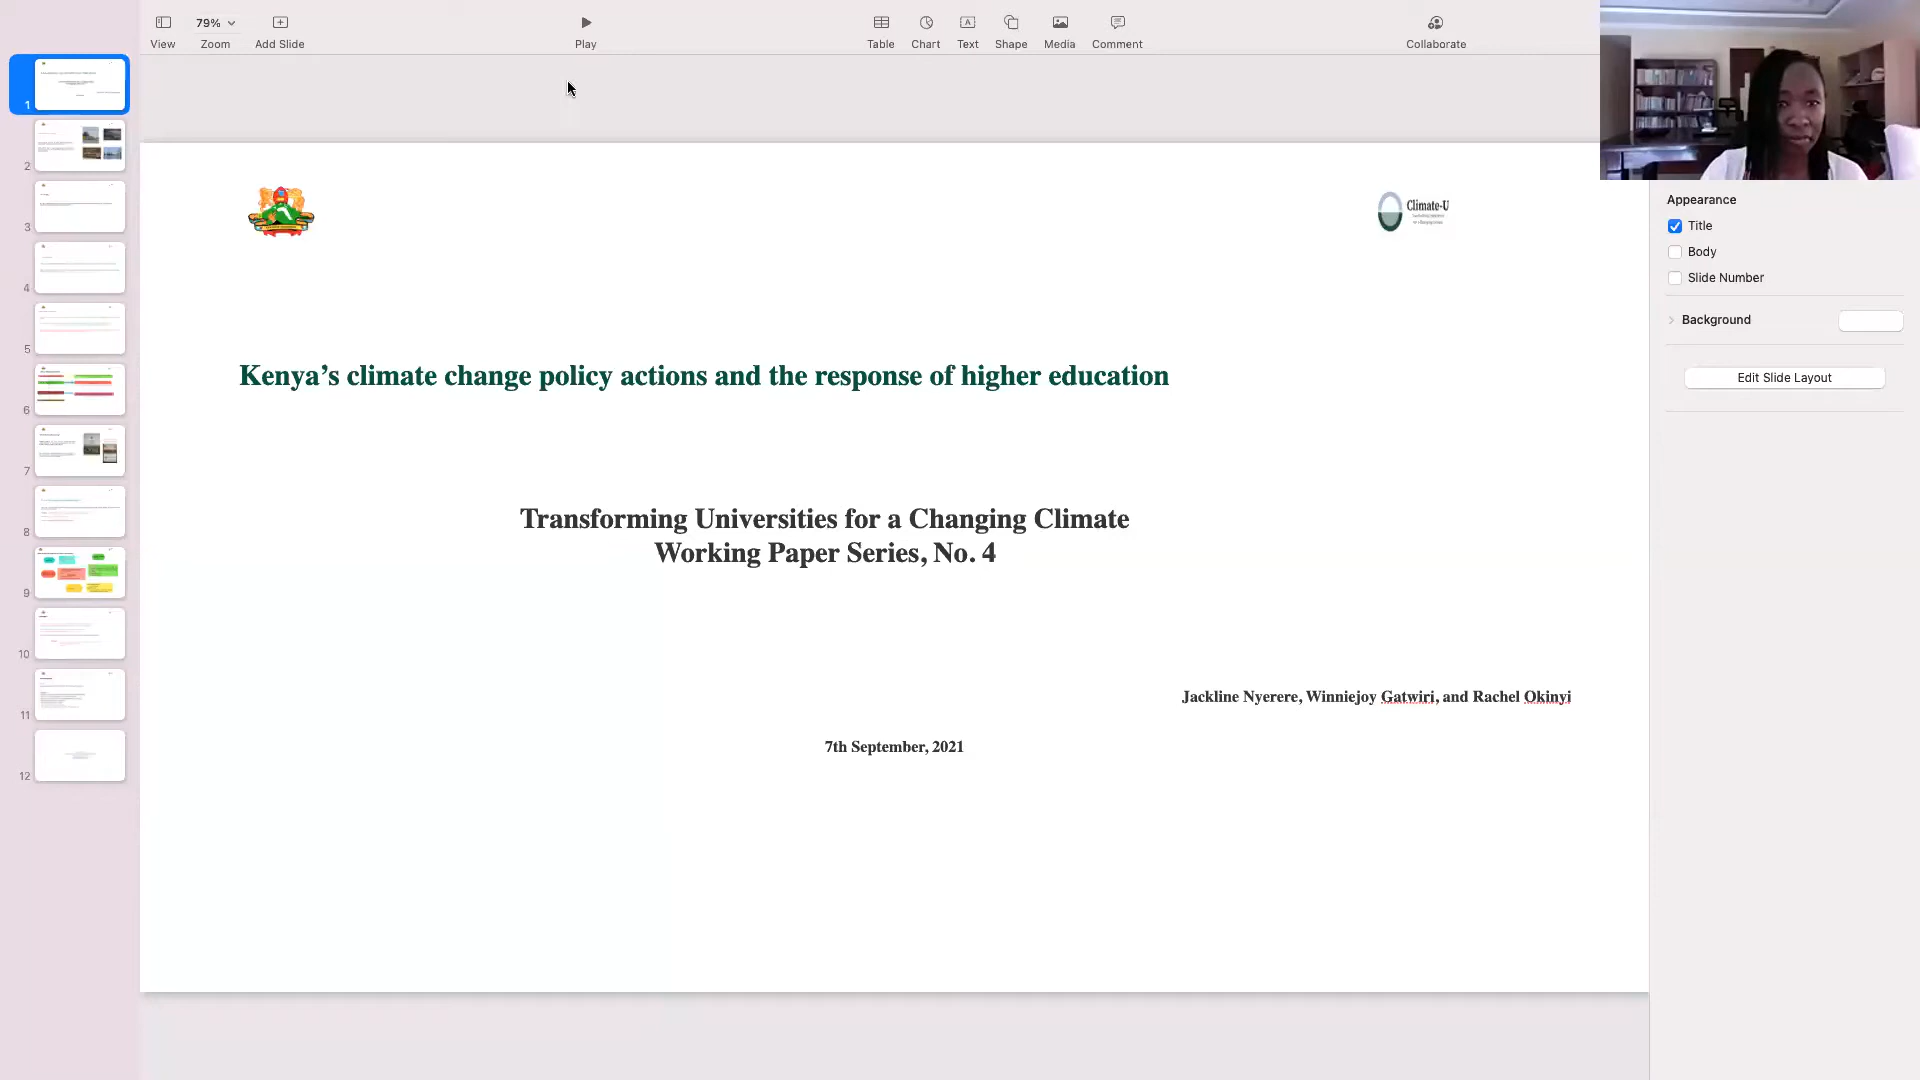 79%
View
Zoom
Add Slide
Play
Table
Chart
Text
Shape
Media
Comment
Collaborate
1
2
3
4
5
6
7
8
9
10
11
12
Climate-U
Kenya’s climate change policy actions and the response of higher education
Transforming Universities for a Changing Climate
Working Paper Series, No. 4
Jackline Nyerere, Winniejoy Gatwiri, and Rachel Okinyi
7th September, 2021
Appearance
Title
Body
Slide Number
Background
Edit Slide Layout